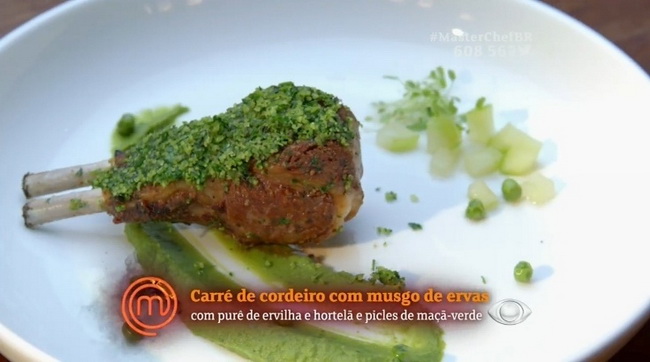 #MasterChefBR
Carré de cordeiro com musgo de ervas
com purê de ervilha e hortelã e picles de maçã-verde